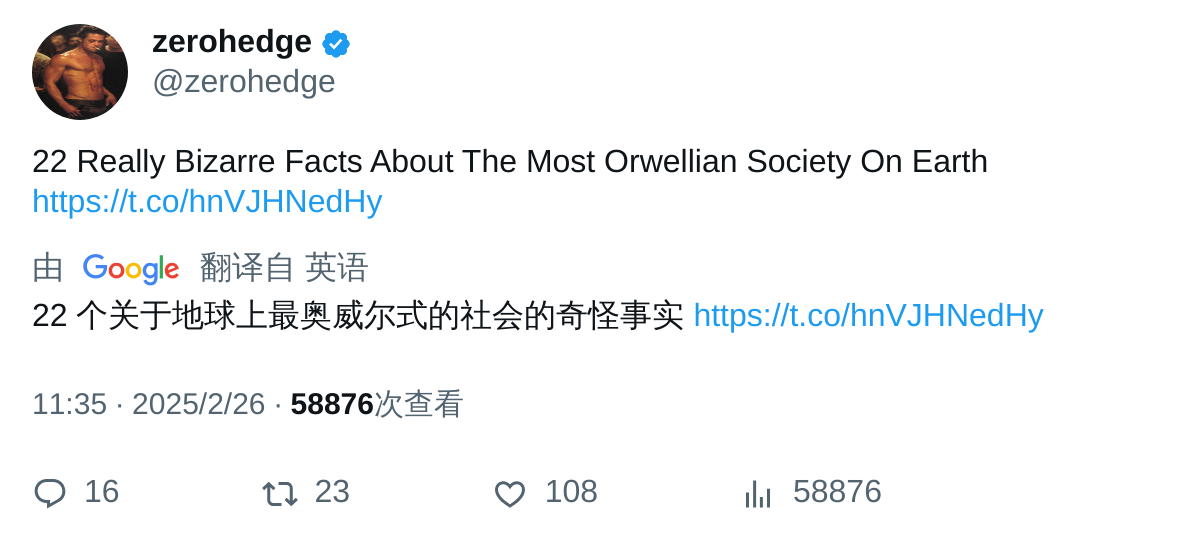 zerohedge
@zerohedge
22 Really Bizarre Facts About The Most Orwellian Society On Earth
https://t.co/hnVJHNedHy
由 Google 翻译自 英语
22 个关于地球上最奥威尔式的社会的奇怪事实 https://t.co/hnVJHNedHy
11:35 · 2025/2/26 · 58876次查看
16 23 108 58876